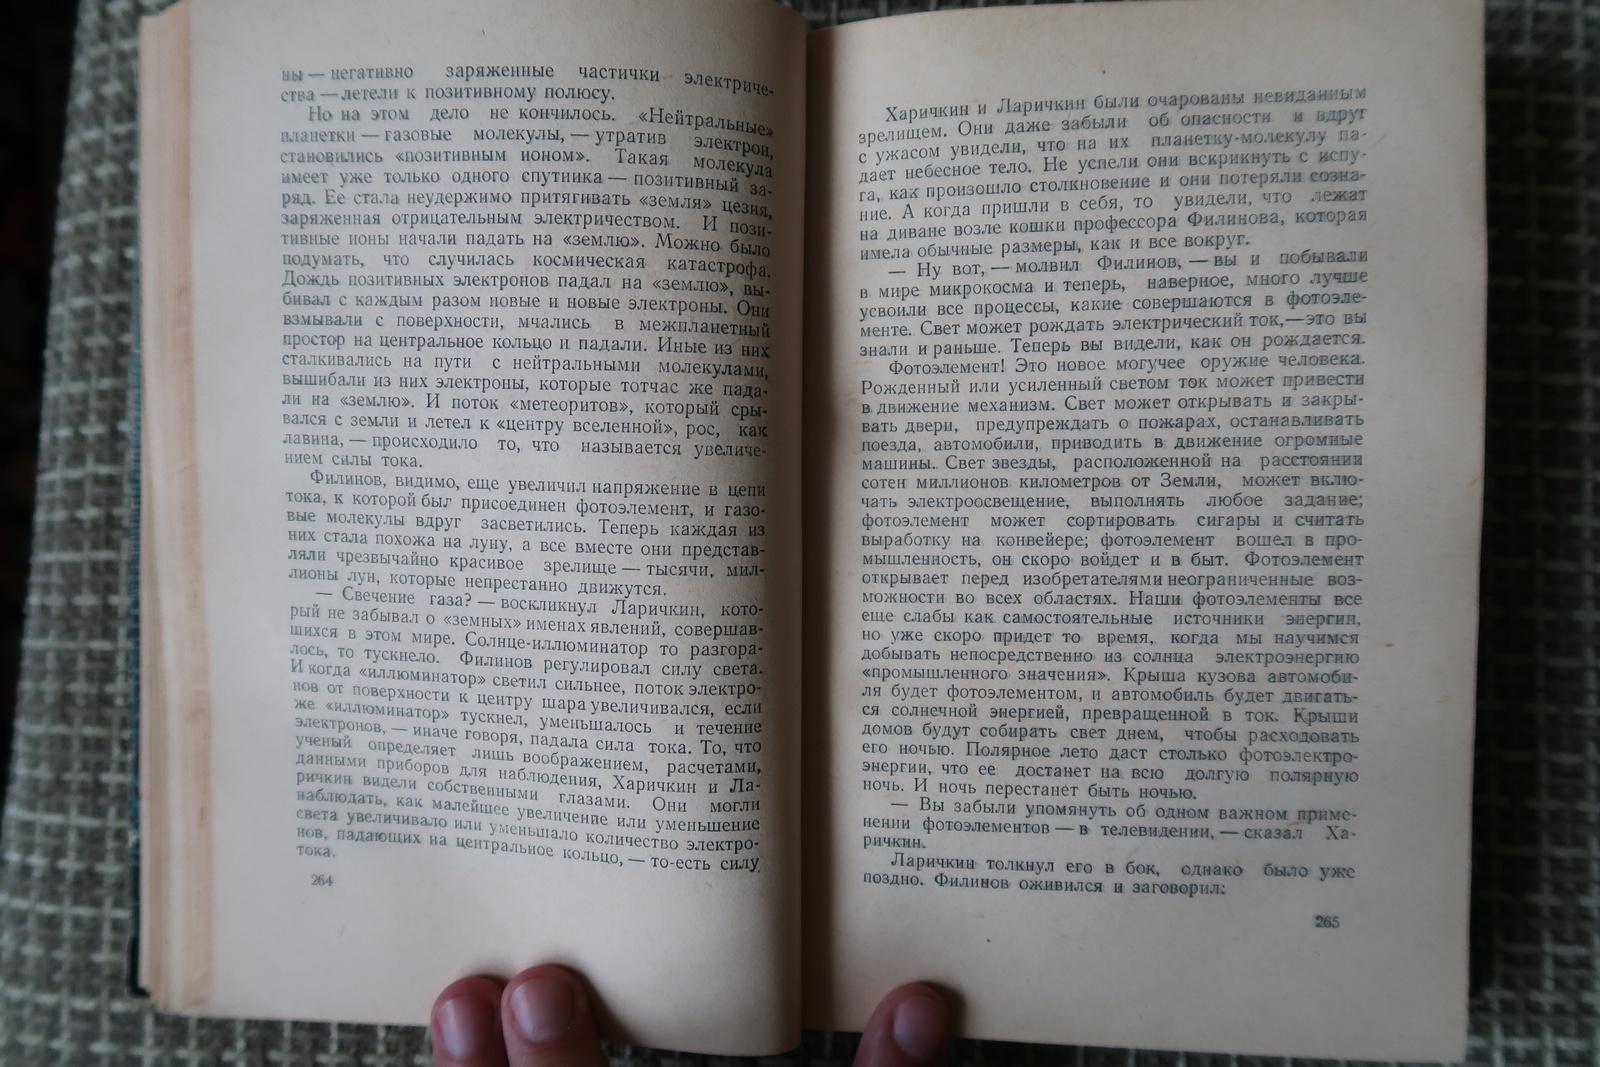 ны — негативно заряженные частички электриче-
ства — летели к позитивному полюсу.
Но на этом дело не кончилось. «Нейтральные»
планетки — газовые молекулы, — утратив электрон,
становились «позитивным ионом». Такая молекула
имеет уже только одного спутника — позитивный за-
ряд. Ее стала неудержимо притягивать «земля» цезия,
заряженная отрицательным электричеством. И пози-
тивные ионы начали падать на «землю». Можно было
подумать, что случилась космическая катастрофа.
Дождь позитивных электронов падал на «землю», вы-
бивал с каждым разом новые и новые электроны. Они
взмывали с поверхности, мчались в межпланетный
простор на центральное кольцо и падали. Иные из них
сталкивались на пути с нейтральными молекулами,
вышибали из них электроны, которые тотчас же пада-
ли на «землю». И поток «метеоритов», который сры-
вался с земли и летел к «центру вселенной», рос, как
лавина, — происходило то, что называется увеличе-
нием силы тока.
Филинов, видимо, еще увеличил напряжение в цепи
тока, к которой был присоединен фотоэлемент, и газо-
вые молекулы вдруг засветились. Теперь каждая из
них стала похожа на луну, а все вместе они представ-
ляли чрезвычайно красивое зрелище — тысячи, мил-
лионы лун, которые непрестанно движутся.
— Свечение газа? — воскликнул Ларичкин, кото-
рый не забывал о «земных» именах явлений, совершав-
шихся в этом мире. Солнце-иллюминатор то разгора-
лось, то тускнело. Филинов регулировал силу света.
И когда «иллюминатор» светил сильнее, поток электро-
нов от поверхности к центру шара увеличивался, если
же «иллюминатор» тускнел, уменьшалось и течение
электронов, — иначе говоря, падала сила тока. То, что
ученый определяет лишь воображением, расчетами,
данными приборов для наблюдения, Харичкин и Ла-
ричкин видели собственными глазами. Они могли
наблюдать, как малейшее увеличение или уменьшение
света увеличивало или уменьшало количество электро-
нов, падающих на центральное кольцо, — то-есть силу
тока.
264
Харичкин и Ларичкин были очарованы невиданным
зрелищем. Они даже забыли об опасности и вдруг
с ужасом увидели, что на их планетку-молекулу па-
дает небесное тело. Не успели они вскрикнуть с испу-
га, как произошло столкновение и они потеряли созна-
ние. А когда пришли в себя, то увидели, что лежат
на диване возле кошки профессора Филинова, которая
имела обычные размеры, как и все вокруг.
— Ну вот, — молвил Филинов, — вы и побывали
в мире микрокосма и теперь, наверное, много лучше
усвоили все процессы, какие совершаются в фотоэле-
менте. Свет может рождать электрический ток,—это вы
знали и раньше. Теперь вы видели, как он рождается.
Фотоэлемент! Это новое могучее оружие человека.
Рожденный или усиленный светом ток может привести
в движение механизм. Свет может открывать и закры-
вать двери, предупреждать о пожарах, останавливать
поезда, автомобили, приводить в движение огромные
машины. Свет звезды, расположенной на расстоянии
сотен миллионов километров от Земли, может вклю-
чать электроосвещение, выполнять любое задание;
фотоэлемент может сортировать сигары и считать
выработку на конвейере; фотоэлемент вошел в про-
мышленность, он скоро войдет и в быт. Фотоэлемент
открывает перед изобретателями неограниченные воз-
можности во всех областях. Наши фотоэлементы все
еще слабы как самостоятельные источники энергии,
но уже скоро придет то время, когда мы научимся
добывать непосредственно из солнца электроэнергию
«промышленного значения». Крыша кузова автомоби-
ля будет фотоэлементом, и автомобиль будет двигать-
ся солнечной энергией, превращенной в ток. Крыши
домов будут собирать свет днем, чтобы расходовать
его ночью. Полярное лето даст столько фотоэлектро-
энергии, что ее достанет на всю долгую полярную
ночь. И ночь перестанет быть ночью.
— Вы забыли упомянуть об одном важном приме-
нении фотоэлементов — в телевидении, — сказал Ха-
ричкин.
Ларичкин толкнул его в бок, однако было уже
поздно. Филинов оживился и заговорил:
265